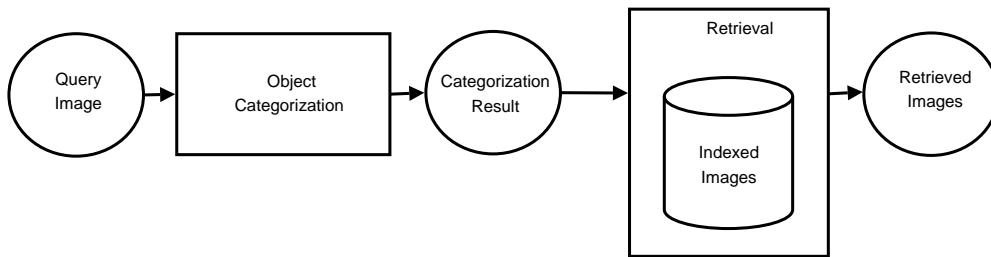 Query
Image
Object
Categorization
Categorization
Result
Retrieval
Indexed
Images
Retrieved
Images